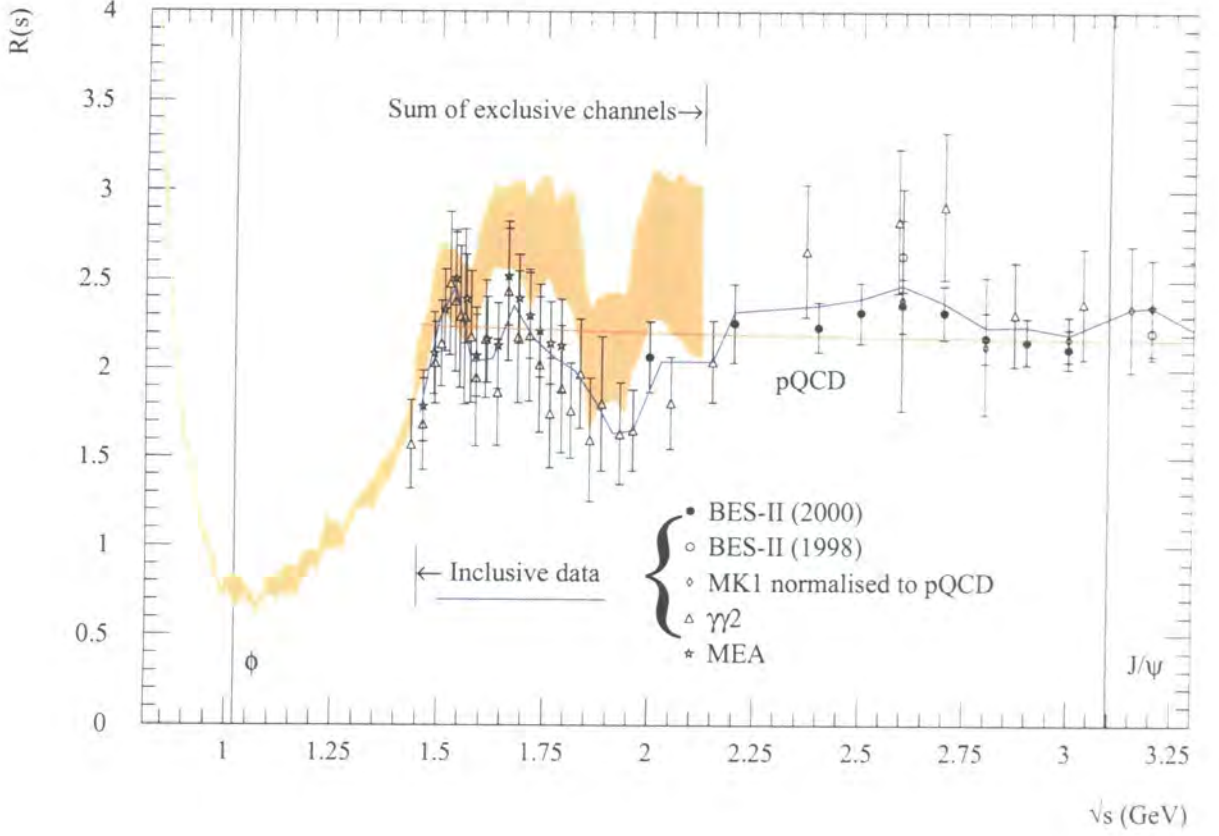 R(s)
4
3.5
3
2.5
2
1.5
1
0.5
0
Sum of exclusive channels→
pQCD
← Inclusive data
{
BES-II (2000)
BES-II (1998)
MK1 normalised to pQCD
γγ2
MEA
ϕ
J/ψ
1 1.25 1.5 1.75 2 2.25 2.5 2.75 3 3.25
√s (GeV)